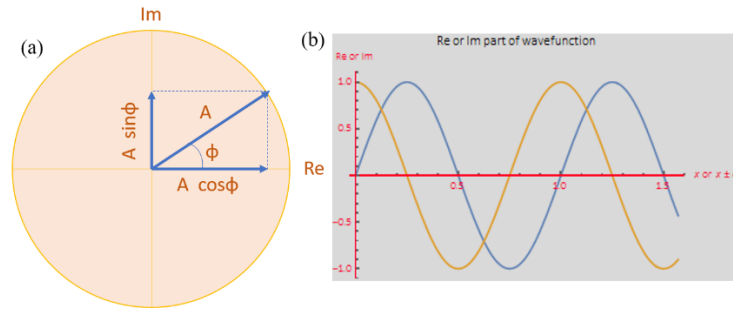 Im
(a)
A sinϕ
A
ϕ
A cosϕ
Re
(b)
Re or Im part of wavefunction
Re or Im
1.0
0.5
-0.5
-1.0
0.5
1.0
1.5
x or x ±